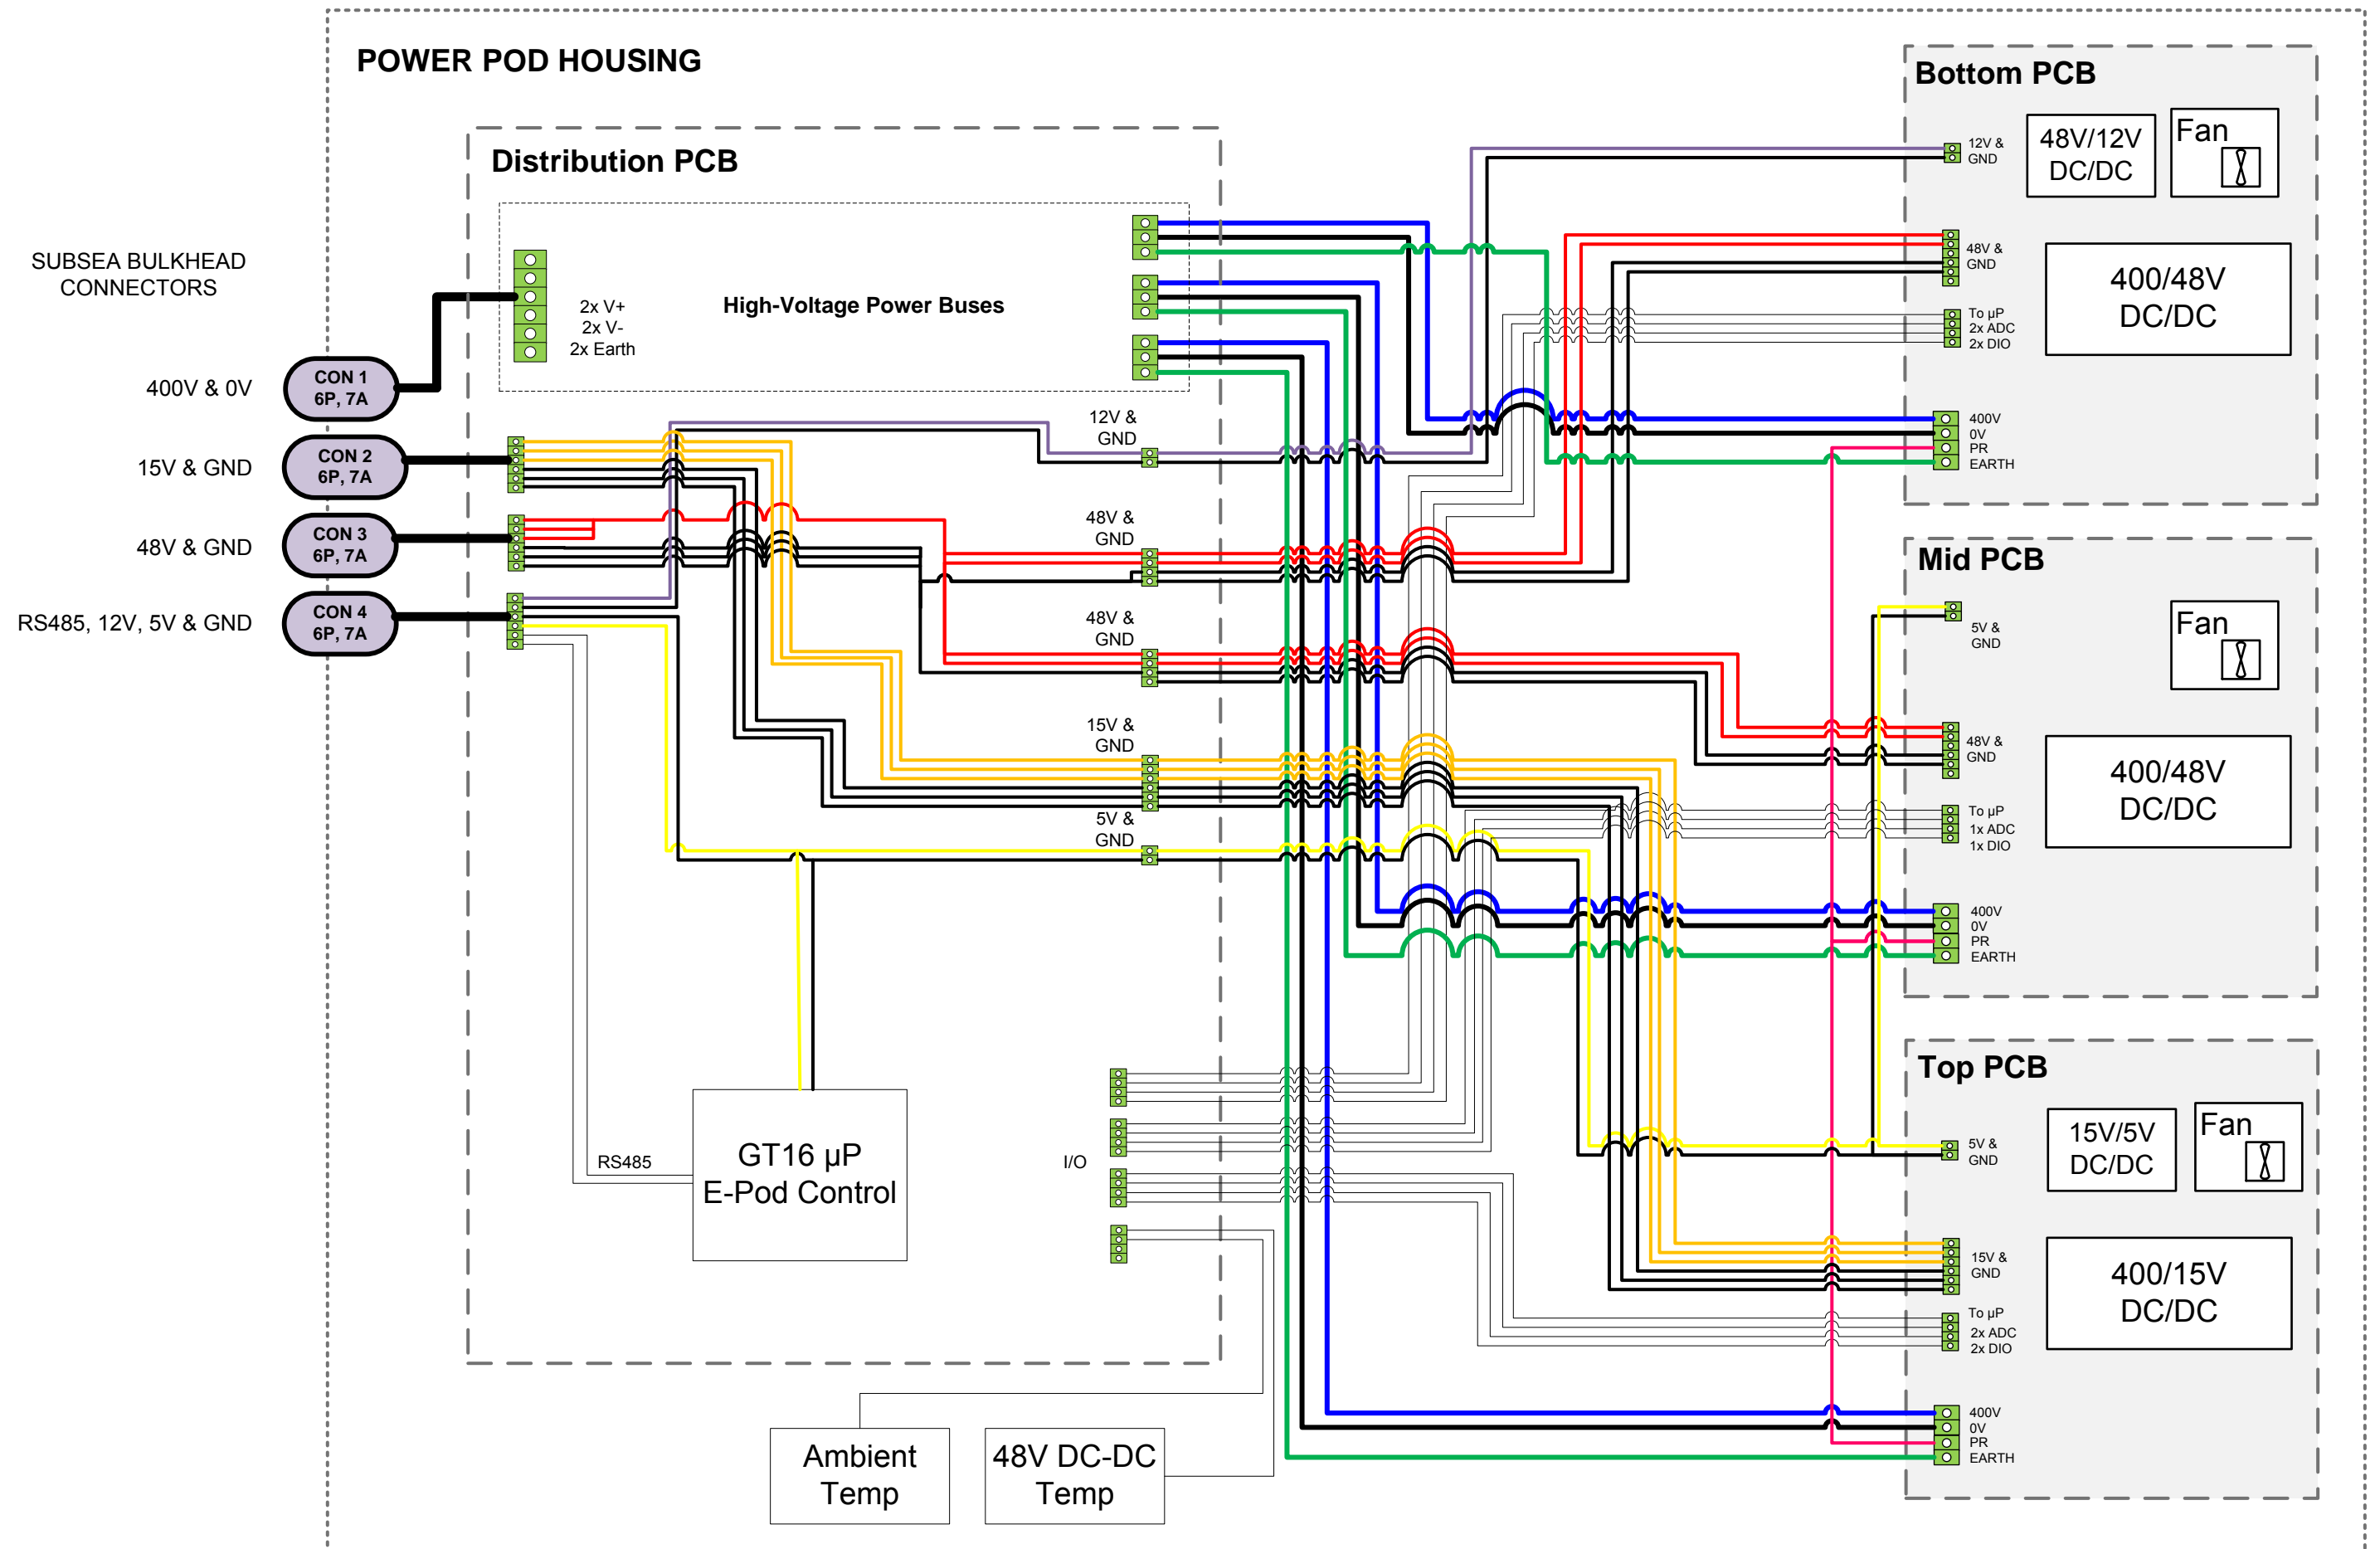 POWER POD HOUSING
SUBSEA BULKHEAD
CONNECTORS
400V & 0V
CON 1
6P, 7A
15V & GND
CON 2
6P, 7A
48V & GND
CON 3
6P, 7A
RS485, 12V, 5V & GND
CON 4
6P, 7A
Distribution PCB
2x V+
2x V-
2x Earth
High-Voltage Power Buses
12V &
GND
48V &
GND
48V &
GND
15V &
GND
5V &
GND
RS485
GT16 µP
E-Pod Control
I/O
Ambient
Temp
48V DC-DC
Temp
Bottom PCB
12V &
GND
48V/12V
DC/DC
Fan
48V &
GND
400/48V
DC/DC
To µP
2x ADC
2x DIO
400V
0V
PR
EARTH
Mid PCB
5V &
GND
Fan
48V &
GND
400/48V
DC/DC
To µP
1x ADC
1x DIO
400V
0V
PR
EARTH
Top PCB
5V &
GND
15V/5V
DC/DC
Fan
15V &
GND
400/15V
DC/DC
To µP
2x ADC
2x DIO
400V
0V
PR
EARTH